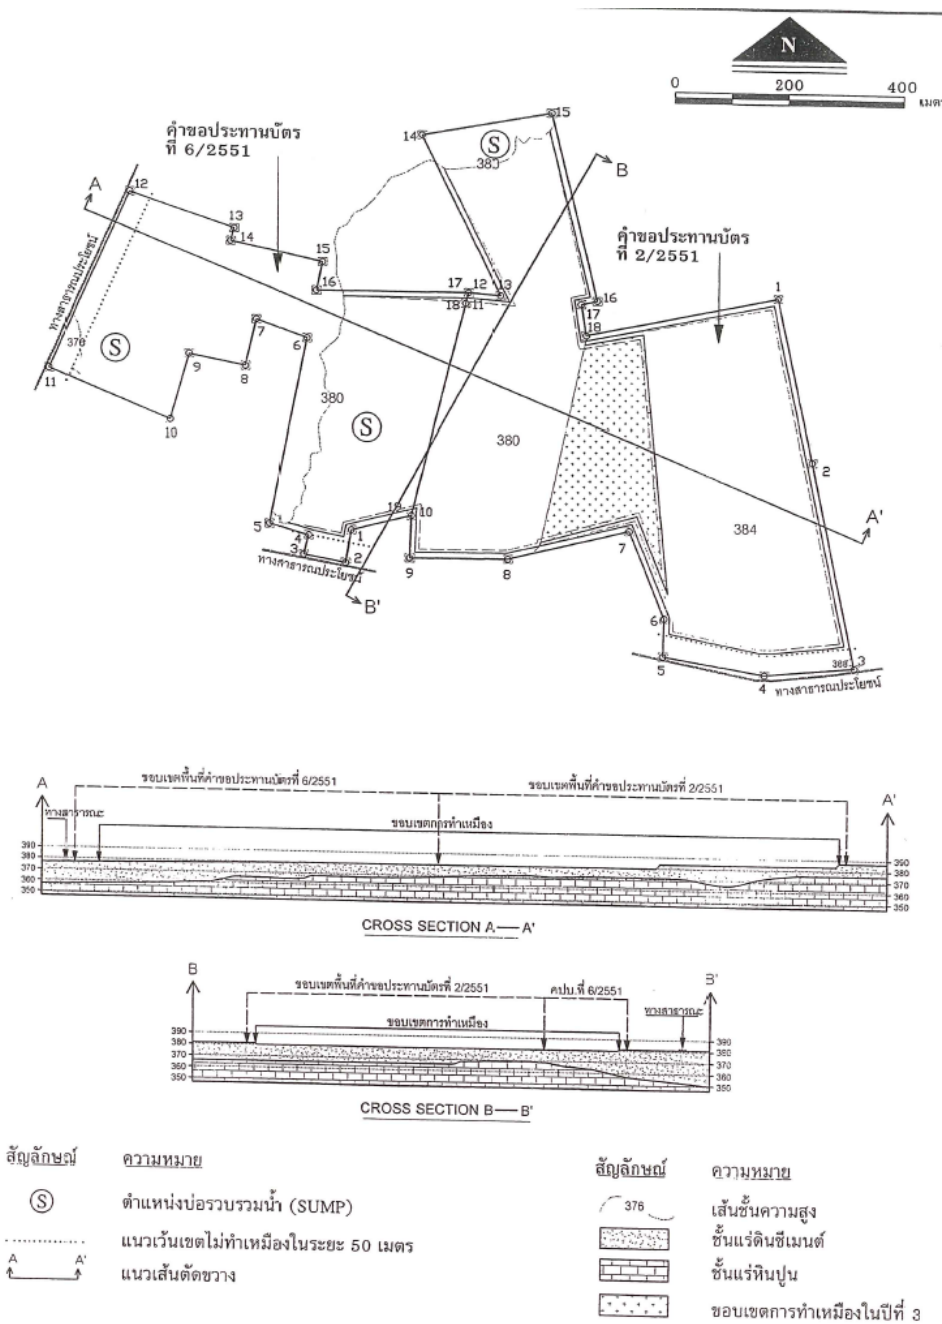 N
0 200 400
เมตร
คำขอประทานบัตร
ที่ 6/2551
14
15
S
383
B
A
12
13
14
15
16
17 12 13
18 11
คำขอประทานบัตร
ที่ 2/2551
16
17
18
1
ทางสาธารณประโยชน์
376
S
7
6
9
8
11
10
380
S
380
2
384
A'
5
4
3
1
2
10
10
9
8
7
6
5
4
3
388
ทางสาธารณประโยชน์
B'
ทางสาธารณประโยชน์
A
ขอบเขตพื้นที่คำขอประทานบัตรที่ 6/2551
ขอบเขตพื้นที่คำขอประทานบัตรที่ 2/2551
A'
ทางสาธารณะ
ขอบเขตการทำเหมือง
390
380
370
360
350
390
380
370
360
350
CROSS SECTION A — A'
B
ขอบเขตพื้นที่คำขอประทานบัตรที่ 2/2551
คปบ.ที่ 6/2551
B'
ทางสาธารณะ
ขอบเขตการทำเหมือง
390
380
370
360
350
390
380
370
360
350
CROSS SECTION B — B'
สัญลักษณ์ ความหมาย
S ตำแหน่งบ่อรวบรวมน้ำ (SUMP)
แนวเว้นเขตไม่ทำเหมืองในระยะ 50 เมตร
A A' แนวเส้นตัดขวาง
สัญลักษณ์ ความหมาย
376 เส้นชั้นความสูง
ชั้นแร่ดินซีเมนต์
ชั้นแร่หินปูน
ขอบเขตการทำเหมืองในปีที่ 3